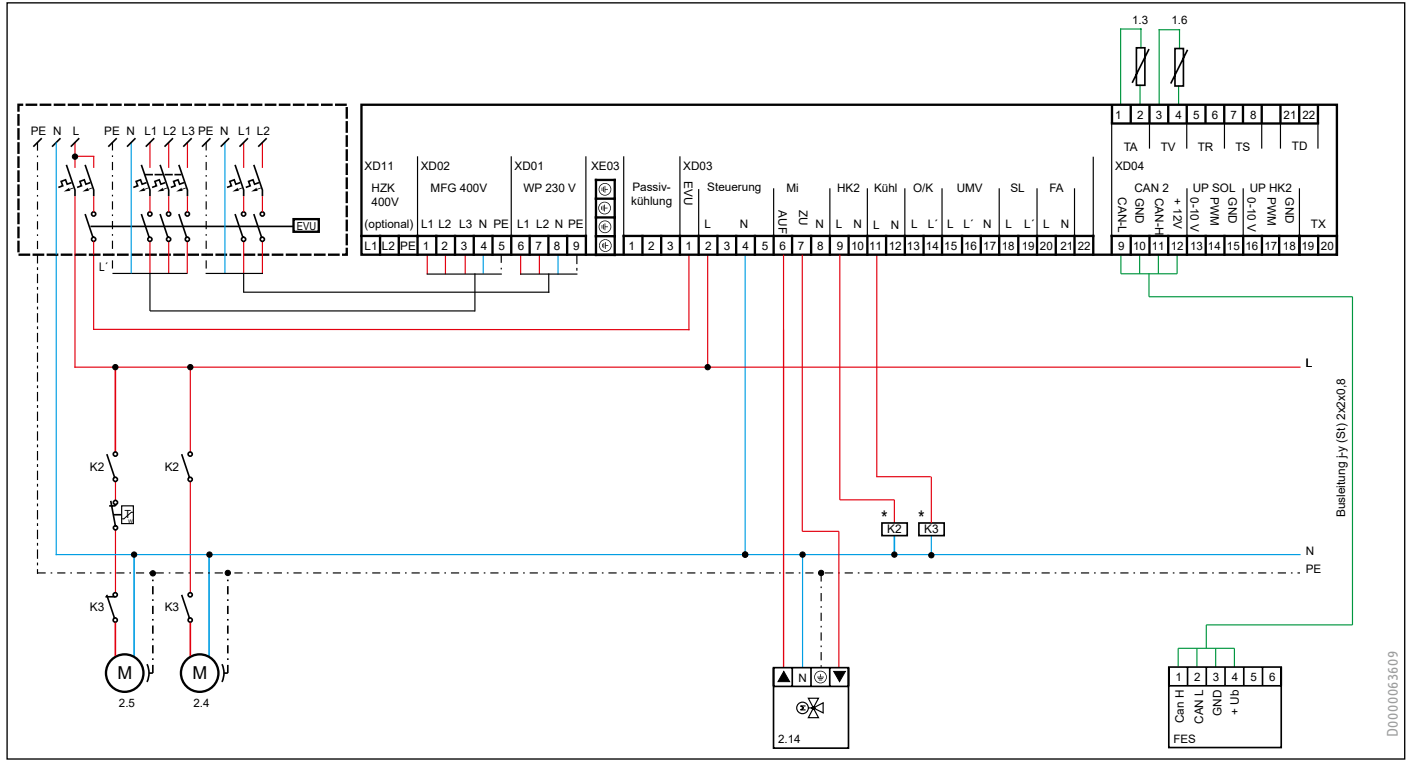 1.3 1.6
PE N L PE N L1 L2 L3 PE N L1 L2
EVU
L´
1 2 3 4 5 6 7 8 21 22
TA TV TR TS TD
XD11 XD02 XD01 XE03 XD03 XD04
HZK 400V (optional)
MFG 400V
WP 230 V
Passiv-
kühlung
EVU
Steuerung
Mi
HK2
Kühl
O/K
UMV
SL
FA
CAN 2
UP SOL
UP HK2
L1 L2 L3 N PE L1 L2 N PE
L N AUF ZU N L N L N L L´ L L´ N L L´ L N
CAN-L GND CAN-H +12V 0-10 V PWM GND 0-10 V PWM GND TX
L1 L2 PE 1 2 3 4 5 6 7 8 9 1 2 3 1 2 3 4 5 6 7 8 9 10 11 12 13 14 15 16 17 18 19 20 21 22
9 10 11 12 13 14 15 16 17 18 19 20
L
Busleitung j-y (St) 2x2x0,8
K2 K2
* *
K2 K3
N
PE
K3 K3
M M
2.5 2.4
N
M
2.14
1 2 3 4 5 6
Can H
CAN L
GND
+ Ub
FES
D0000063609